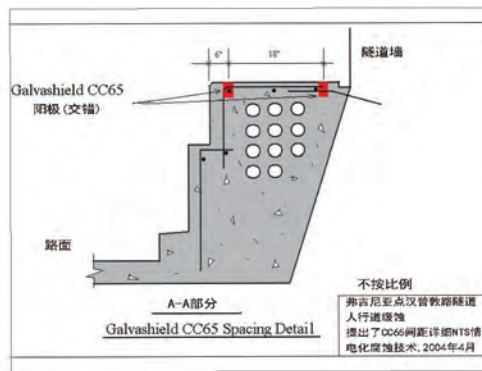 6" 18"
隧道墙
Galvashield CC65
阳极(交错)
路面
不按比例
A-A部分
Galvashield CC65 Spacing Detail
弗吉尼亚点汉普敦路隧道
人行道缓蚀
提出了CC65间距详细NTS情
电化腐蚀技术, 2004年4月